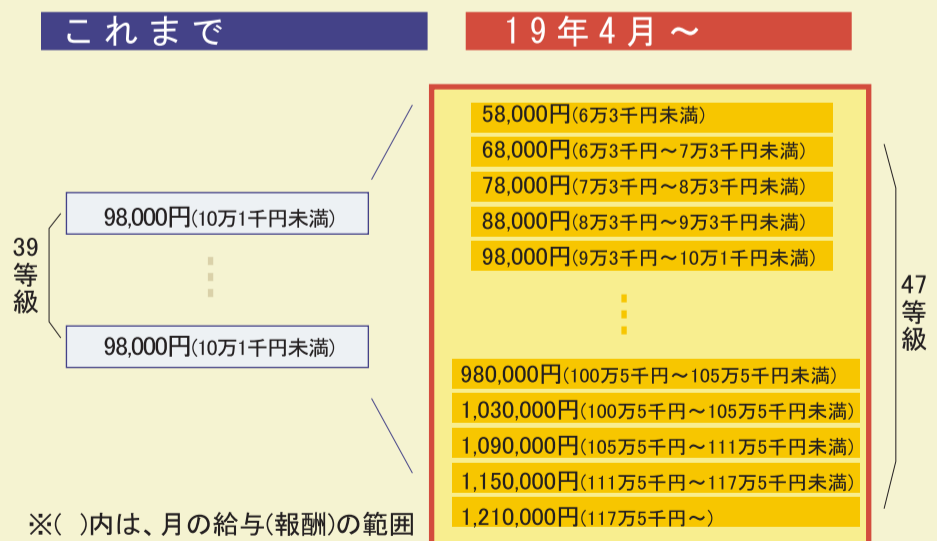 これまで
39等級
98,000円(10万1千円未満)
98,000円(10万1千円未満)
※( )内は、月の給与(報酬)の範囲
19年4月～
58,000円(6万3千円未満)
68,000円(6万3千円～7万3千円未満)
78,000円(7万3千円～8万3千円未満)
88,000円(8万3千円～9万3千円未満)
98,000円(9万3千円～10万1千円未満)
980,000円(100万5千円～105万5千円未満)
1,030,000円(100万5千円～105万5千円未満)
1,090,000円(105万5千円～111万5千円未満)
1,150,000円(111万5千円～117万5千円未満)
1,210,000円(117万5千円～)
47等級